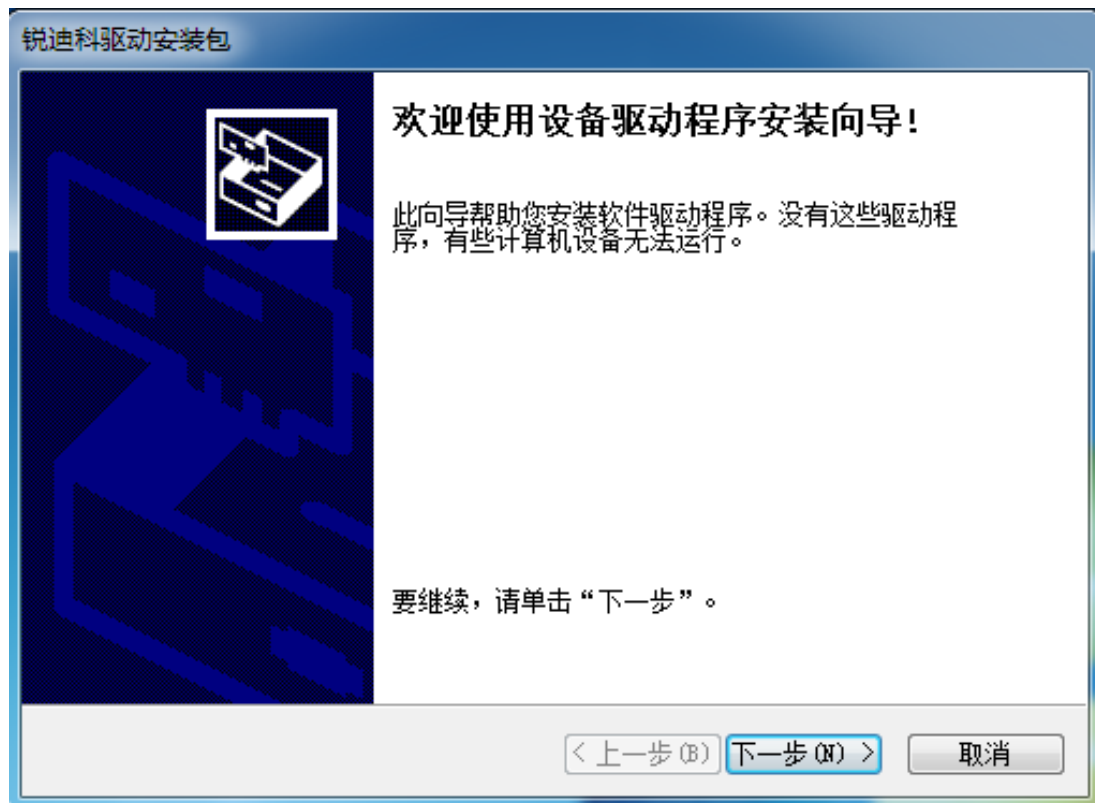 锐迪科驱动安装包
欢迎使用设备驱动程序安装向导!
此向导帮助您安装软件驱动程序。没有这些驱动程
序，有些计算机设备无法运行。
要继续，请单击“下一步”。
< 上一步(B) 下一步(N) > 取消